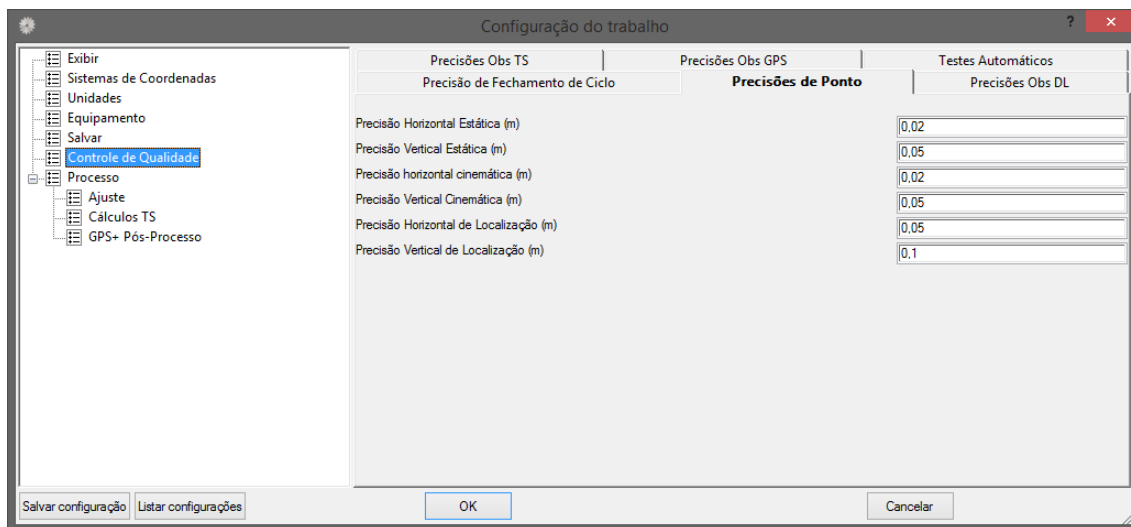 Configuração do trabalho
?
×
Exibir
Sistemas de Coordenadas
Unidades
Equipamento
Salvar
Controle de Qualidade
Processo
Ajuste
Cálculos TS
GPS+ Pós-Processo
Precisões Obs TS
Precisões Obs GPS
Testes Automáticos
Precisão de Fechamento de Ciclo
Precisões de Ponto
Precisões Obs DL
Precisão Horizontal Estática (m) 0,02
Precisão Vertical Estática (m) 0,05
Precisão horizontal cinemática (m) 0,02
Precisão Vertical Cinemática (m) 0,05
Precisão Horizontal de Localização (m) 0,05
Precisão Vertical de Localização (m) 0,1
Salvar configuração
Listar configurações
OK
Cancelar